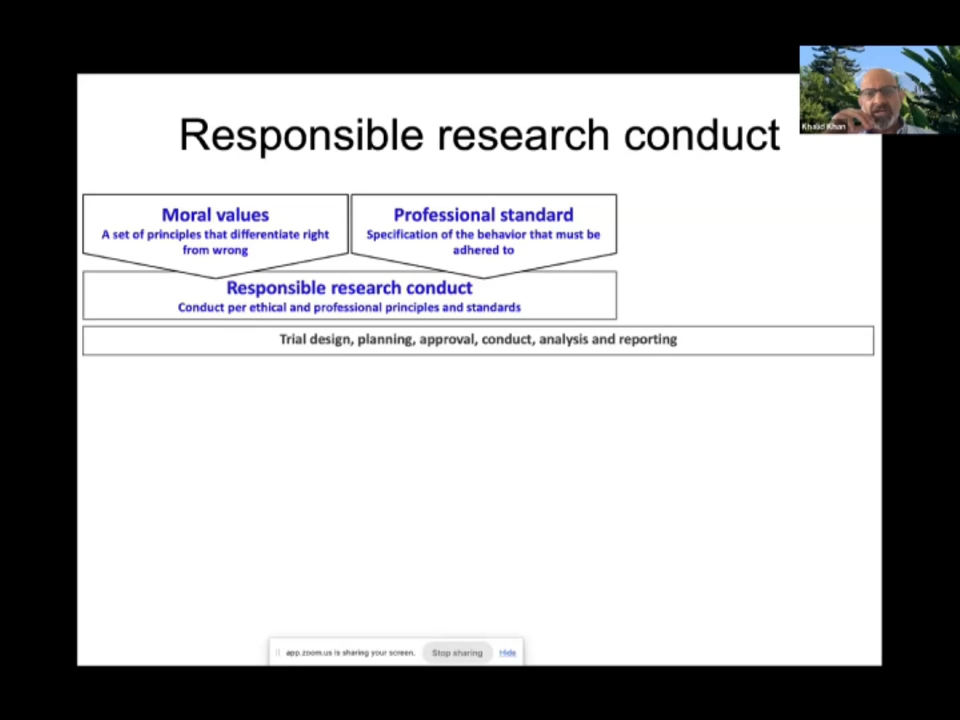 Responsible research conduct
Khalid Khan
Moral values
A set of principles that differentiate right
from wrong
Professional standard
Specification of the behavior that must be
adhered to
Responsible research conduct
Conduct per ethical and professional principles and standards
Trial design, planning, approval, conduct, analysis and reporting
app.zoom.us is sharing your screen.
Stop sharing
Hide